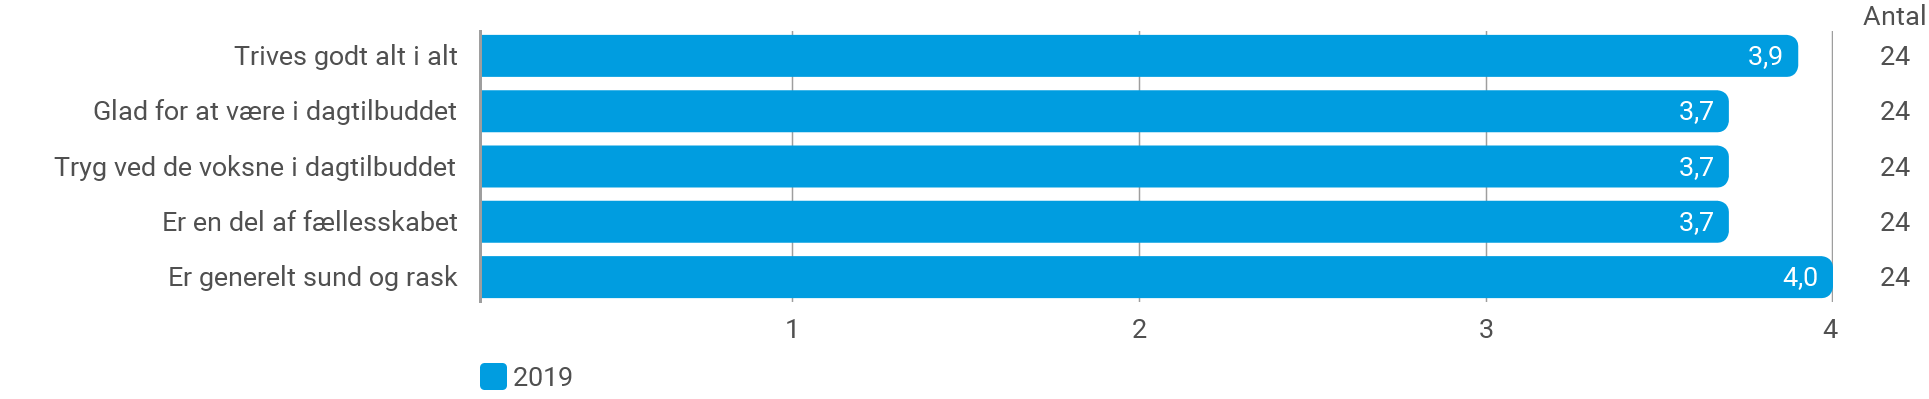 Antal
Trives godt alt i alt 3,9 24
Glad for at være i dagtilbuddet 3,7 24
Tryg ved de voksne i dagtilbuddet 3,7 24
Er en del af fællesskabet 3,7 24
Er generelt sund og rask 4,0 24
1 2 3 4
2019